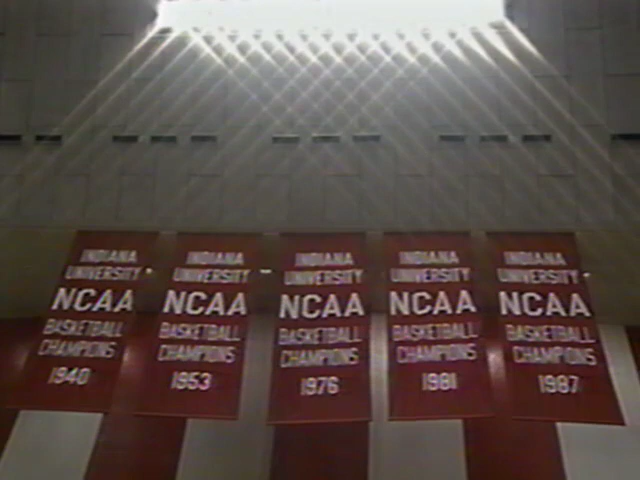 INDIANA
UNIVERSITY
NCAA
BASKETBALL
CHAMPIONS
1940
INDIANA
UNIVERSITY
NCAA
BASKETBALL
CHAMPIONS
1953
INDIANA
UNIVERSITY
NCAA
BASKETBALL
CHAMPIONS
1976
INDIANA
UNIVERSITY
NCAA
BASKETBALL
CHAMPIONS
1981
INDIANA
UNIVERSITY
NCAA
BASKETBALL
CHAMPIONS
1987